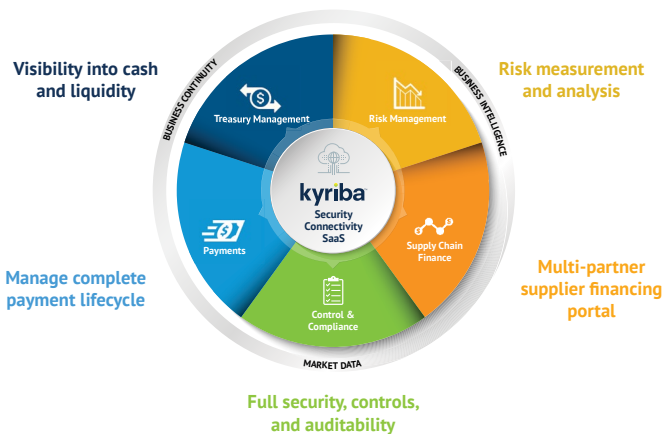 Visibility into cash
and liquidity
Risk measurement
and analysis
BUSINESS CONTINUITY
BUSINESS INTELLIGENCE
Treasury Management
Risk Management
kyriba
Security
Connectivity
SaaS
Payments
Supply Chain
Finance
Manage complete
payment lifecycle
Multi-partner
supplier financing
portal
Control &
Compliance
MARKET DATA
Full security, controls,
and auditability